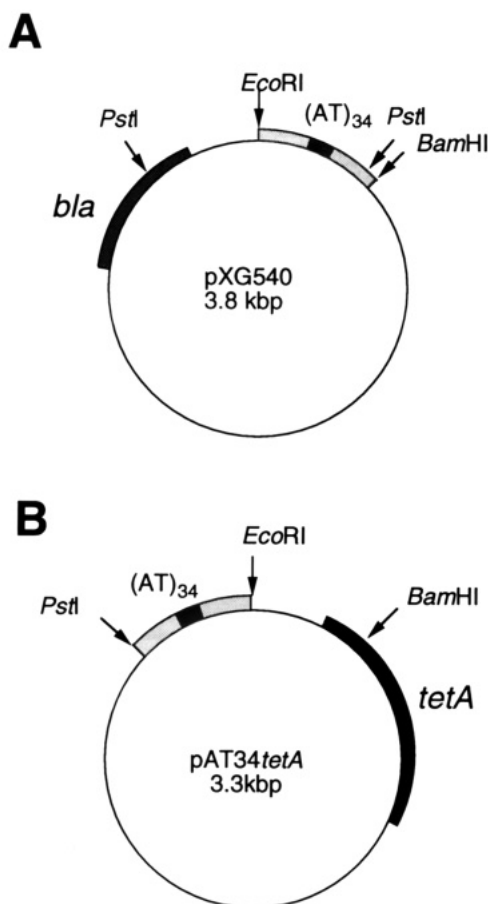 A
EcoRI
(AT)34
PstI
PstI
BamHI
bla
pXG540
3.8 kbp
B
EcoRI
(AT)34
PstI
BamHI
tetA
pAT34tetA
3.3kbp